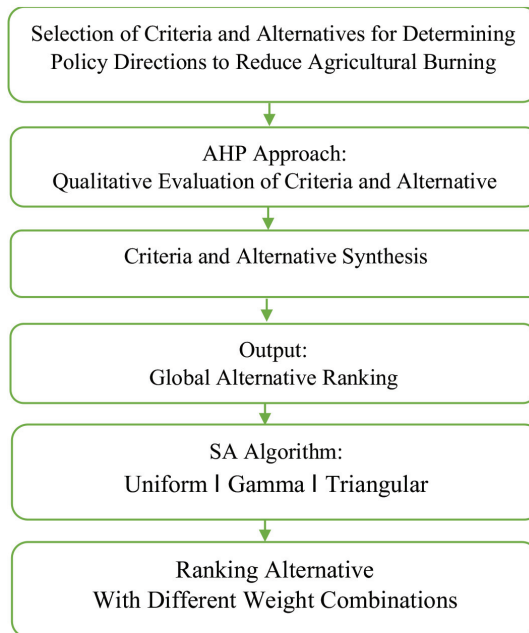 Selection of Criteria and Alternatives for Determining
Policy Directions to Reduce Agricultural Burning
AHP Approach:
Qualitative Evaluation of Criteria and Alternative
Criteria and Alternative Synthesis
Output:
Global Alternative Ranking
SA Algorithm:
Uniform I Gamma I Triangular
Ranking Alternative
With Different Weight Combinations